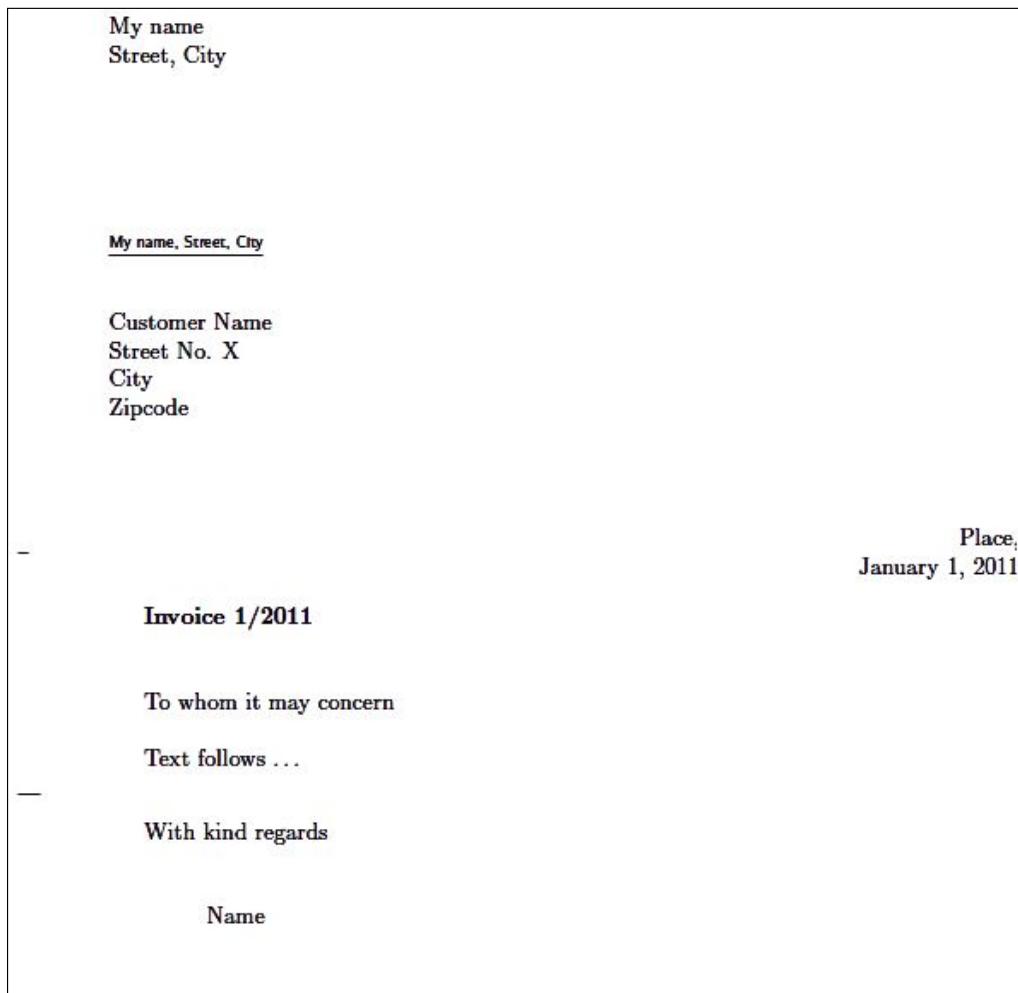 My name
Street, City
My name, Street, City
Customer Name
Street No. X
City
Zipcode
Place,
January 1, 2011
Invoice 1/2011
To whom it may concern
Text follows ...
With kind regards
Name